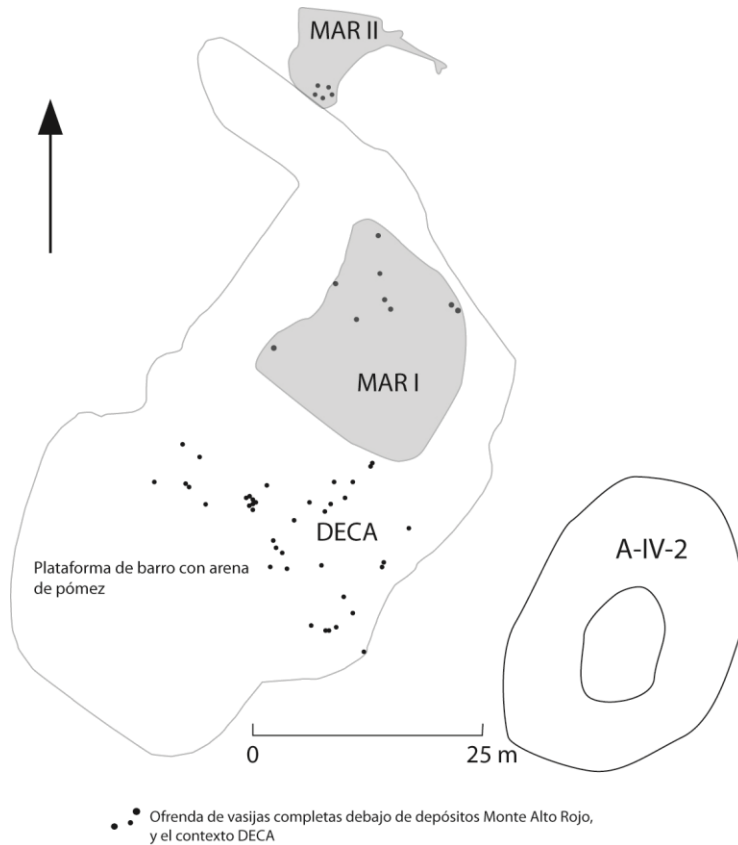 MAR II
MAR I
DECA
A-IV-2
Plataforma de barro con arena
de pómez
0
25 m
Ofrenda de vasijas completas debajo de depósitos Monte Alto Rojo,
y el contexto DECA